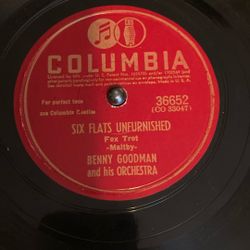 COLUMBIA
For perfect tone
use Columbia Needles
36652
(CO 33047)
SIX FLATS UNFURNISHED
Fox Trot
-Maltby-
BENNY GOODMAN
and his ORCHESTRA